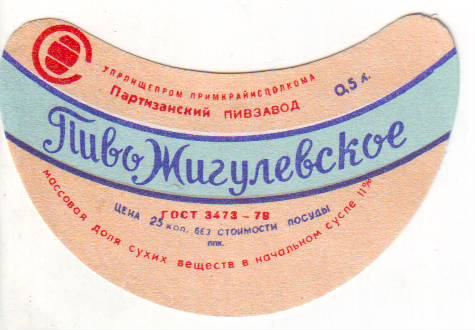 УПРПИЩЕПРОМ ПРИМКРАЙИСПОЛКОМА
Партизанский ПИВЗАВОД 0,5 л.
Пиво Жигулевское
ГОСТ 3473-78
ЦЕНА 25 коп. БЕЗ СТОИМОСТИ ПОСУДЫ
ППК.
массовая доля сухих веществ в начальном сусле 11%